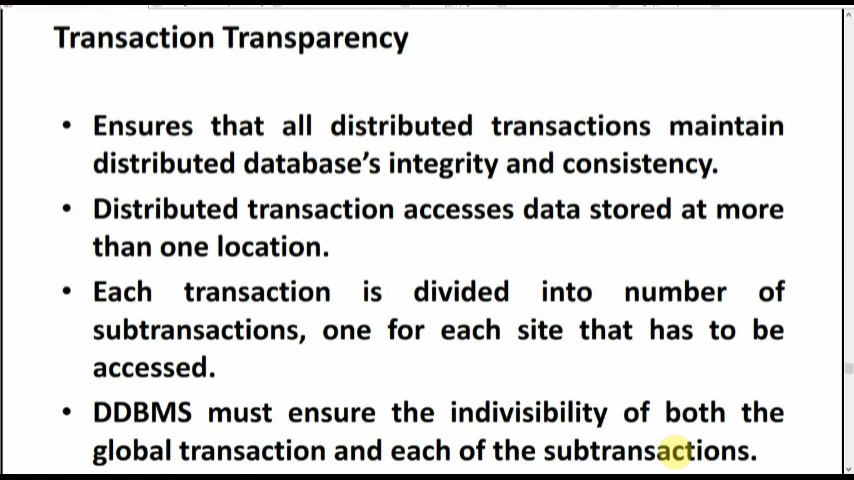 Transaction Transparency
• Ensures that all distributed transactions maintain
distributed database's integrity and consistency.
• Distributed transaction accesses data stored at more
than one location.
• Each transaction is divided into number of
subtransactions, one for each site that has to be
accessed.
• DDBMS must ensure the indivisibility of both the
global transaction and each of the subtransactions.